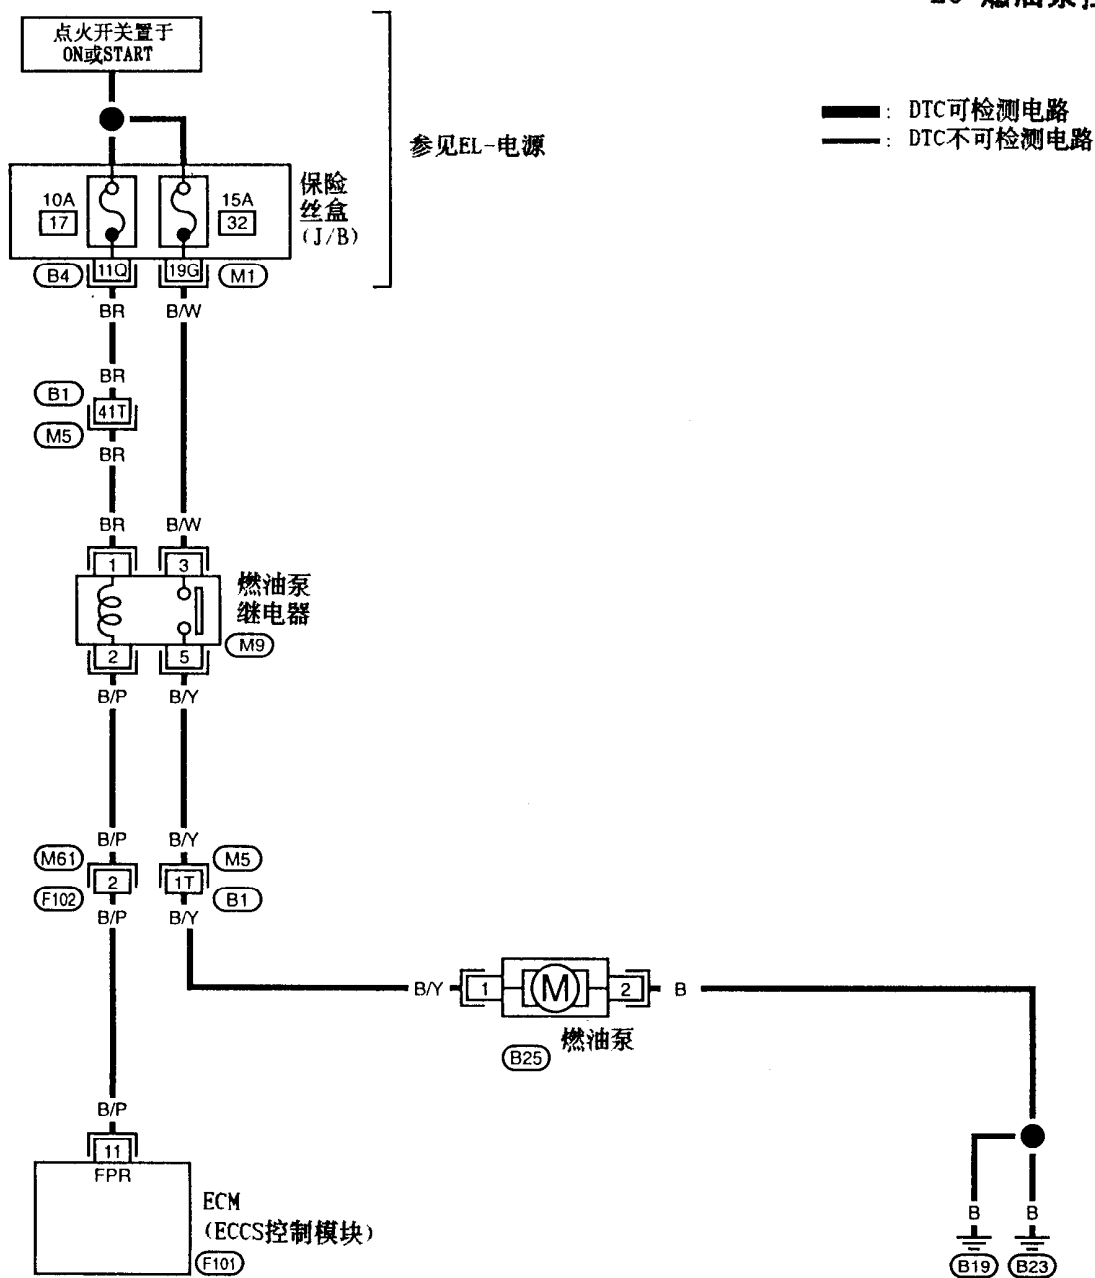 点火开关置于
ON或START
参见EL-电源
: DTC可检测电路
: DTC不可检测电路
10A
17
15A
32
保险
丝盒
(J/B)
B4
11Q
19G
M1
BR
B/W
BR
B1
41T
M5
BR
BR
B/W
1
3
燃油泵
继电器
M9
2
5
B/P
B/Y
B/P
B/Y
M61
M5
2
1T
F102
B1
B/P
B/Y
B/Y
1
M
2
B
燃油泵
B25
B/P
11
FPR
ECM
(ECCS控制模块)
F101
B
B
B19
B23